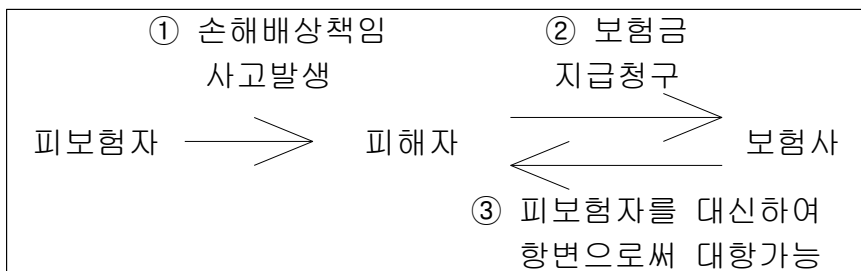 ① 손해배상책임
사고발생
② 보험금
지급청구
피보험자
피해자
보험사
③ 피보험자를 대신하여
항변으로써 대항가능